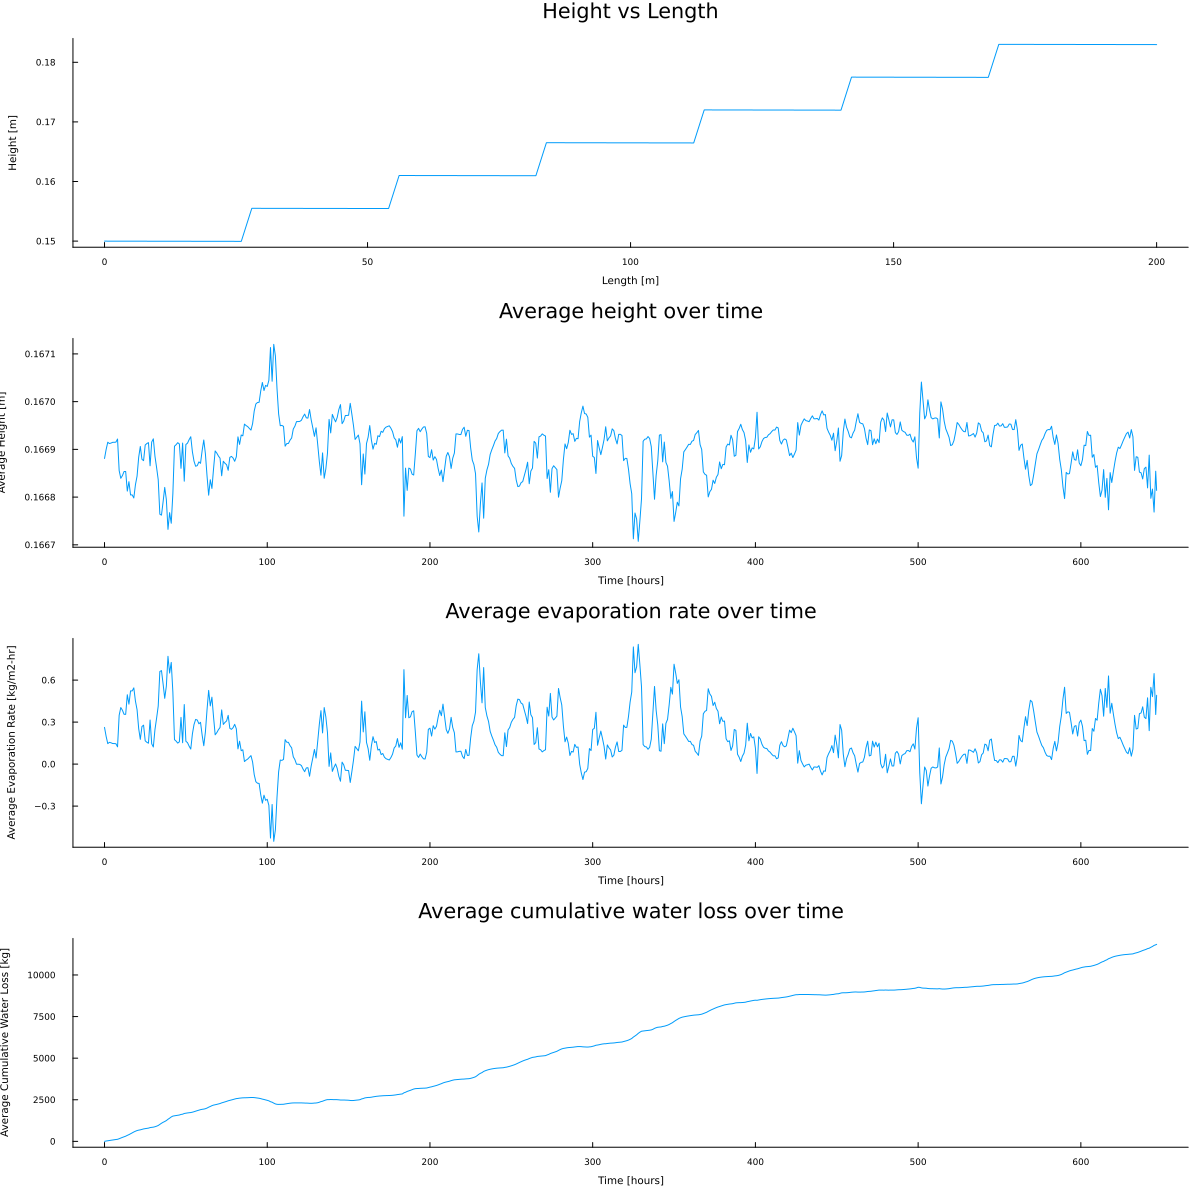 Height vs Length
0.18
0.17
0.16
0.15
Height [m]
0 50 100 150 200
Length [m]
Average height over time
0.1671
0.1670
0.1669
0.1668
0.1667
Average Height [m]
0 100 200 300 400 500 600
Time [hours]
Average evaporation rate over time
0.6
0.3
0.0
−0.3
Average Evaporation Rate [kg/m2-hr]
0 100 200 300 400 500 600
Time [hours]
Average cumulative water loss over time
10000
7500
5000
2500
0
Average Cumulative Water Loss [kg]
0 100 200 300 400 500 600
Time [hours]